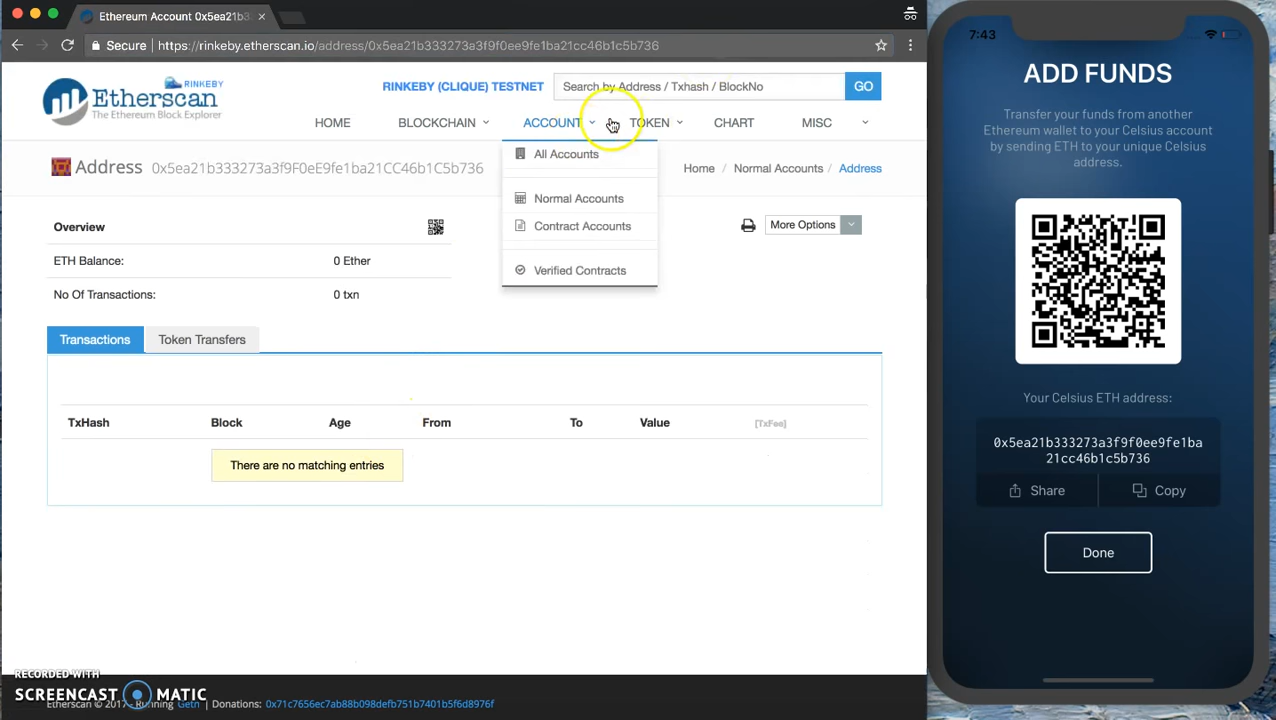 Ethereum Account 0x5ea21b3
Secure | https://rinkeby.etherscan.io/address/0x5ea21b333273a3f9f0ee9fe1ba21cc46b1c5b736
RINKEBY
Etherscan
The Ethereum Block Explorer
RINKEBY (CLIQUE) TESTNET
Search by Address / Txhash / BlockNo
GO
HOME BLOCKCHAIN ACCOUNT TOKEN CHART MISC
All Accounts
Normal Accounts
Contract Accounts
Verified Contracts
Address 0x5ea21b333273a3f9f0ee9fe1ba21CC46b1C5b736
Home / Normal Accounts / Address
Overview
More Options
ETH Balance: 0 Ether
No Of Transactions: 0 txn
Transactions Token Transfers
TxHash Block Age From To Value [TxFee]
There are no matching entries
RECORDED WITH
SCREENCAST MATIC
Etherscan © 2017 - Running Geth | Donations: 0x71c7656ec7ab88b098defb751b7401b5f6d8976f
7:43
ADD FUNDS
Transfer your funds from another
Ethereum wallet to your Celsius account
by sending ETH to your unique Celsius
address.
Your Celsius ETH address:
0x5ea21b333273a3f9f0ee9fe1ba
21cc46b1c5b736
Share Copy
Done